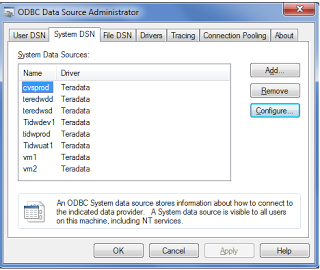 ODBC Data Source Administrator
User DSN System DSN File DSN Drivers Tracing Connection Pooling About
System Data Sources:
Name Driver
cvsprod Teradata
teredwdd Teradata
teredwsd Teradata
Tidwdev1 Teradata
tidwprod Teradata
Tidwuat1 Teradata
vm1 Teradata
vm2 Teradata
Add...
Remove
Configure...
An ODBC System data source stores information about how to connect to
the indicated data provider. A System data source is visible to all users
on this machine, including NT services.
OK Cancel Apply Help